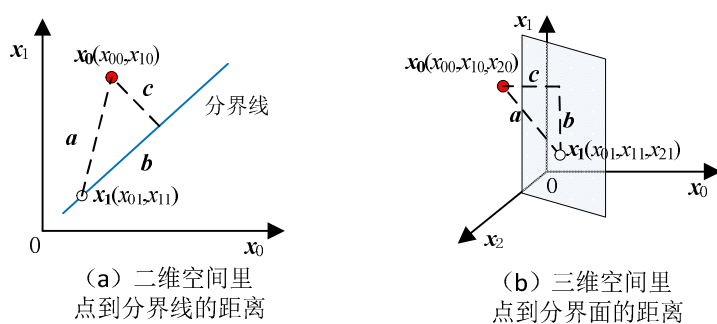 x₁
x₀(x₀₀,x₁₀)
c
分界线
a
b
x₁(x₀₁,x₁₁)
0
x₀
(a) 二维空间里
点到分界线的距离
x₁
x₀(x₀₀,x₁₀,x₂₀)
c
a
b
x₁(x₀₁,x₁₁,x₂₁)
0
x₀
x₂
(b) 三维空间里
点到分界面的距离